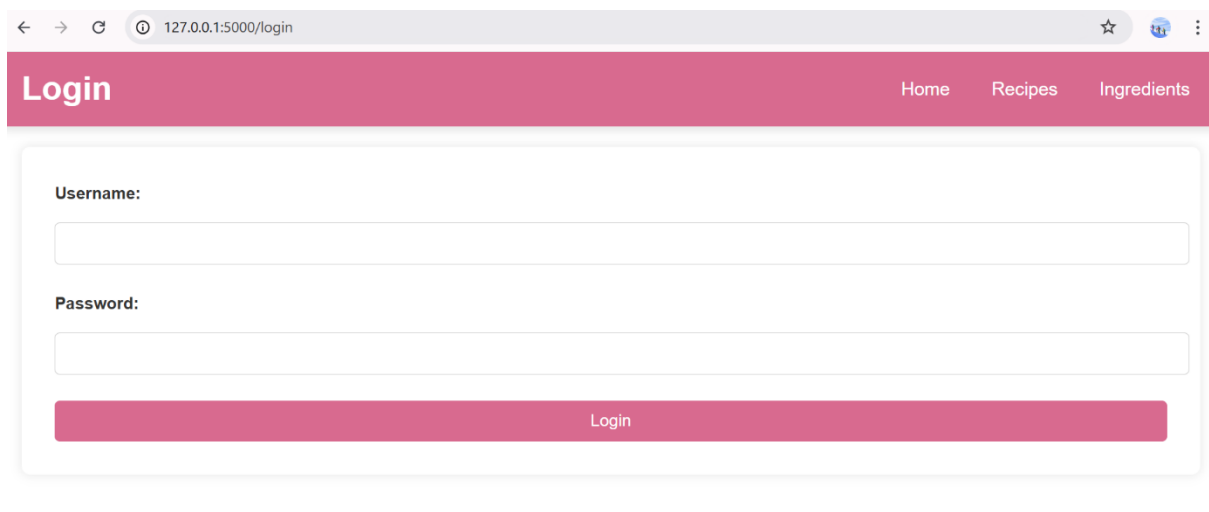 127.0.0.1:5000/login
Login Home Recipes Ingredients
Username:
Password:
Login